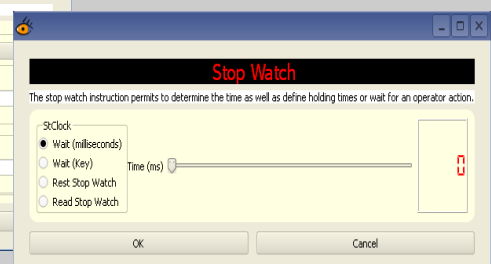 Stop Watch
The stop watch instruction permits to determine the time as well as define holding times or wait for an operator action.
StClock
Wait (milliseconds)
Wait (Key)
Rest Stop Watch
Read Stop Watch
Time (ms)
0
OK
Cancel